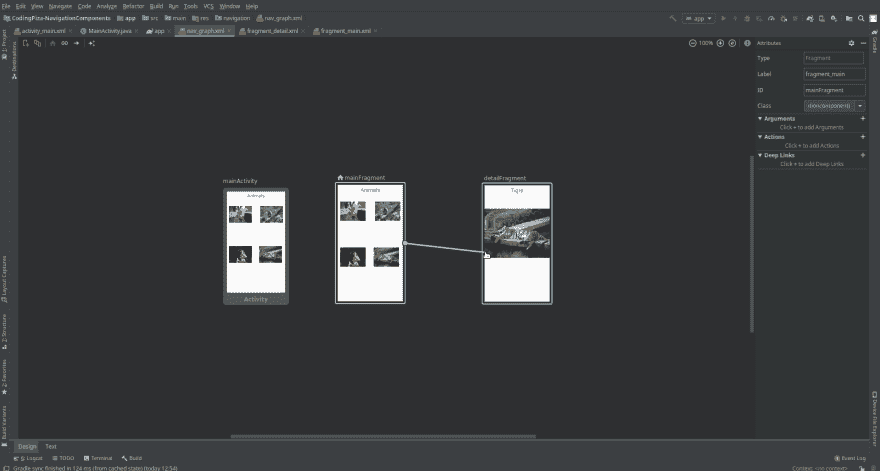 File Edit View Navigate Code Analyze Refactor Build Run Tools VCS Window Help
CodingPizza-NavigationComponents app src main res navigation nav_graph.xml app
activity_main.xml MainActivity.java app nav_graph.xml fragment_detail.xml fragment_main.xml
1: Project
Destinations
100%
Attributes
Gradle
Type Fragment
Label fragment_main
ID mainFragment
Class
Arguments
Click + to add Arguments
Actions
Click + to add Actions
Deep Links
Click + to add Deep Links
mainActivity mainFragment detailFragment
Animals Animals Tigre
Activity
Layout Captures
7: Structure
2: Favorites
Build Variants
Device File Explorer
Design Text
6: Logcat TODO Terminal Build Event Log
Gradle sync finished in 124 ms (from cached state) (today 12:54) Context: <no context>